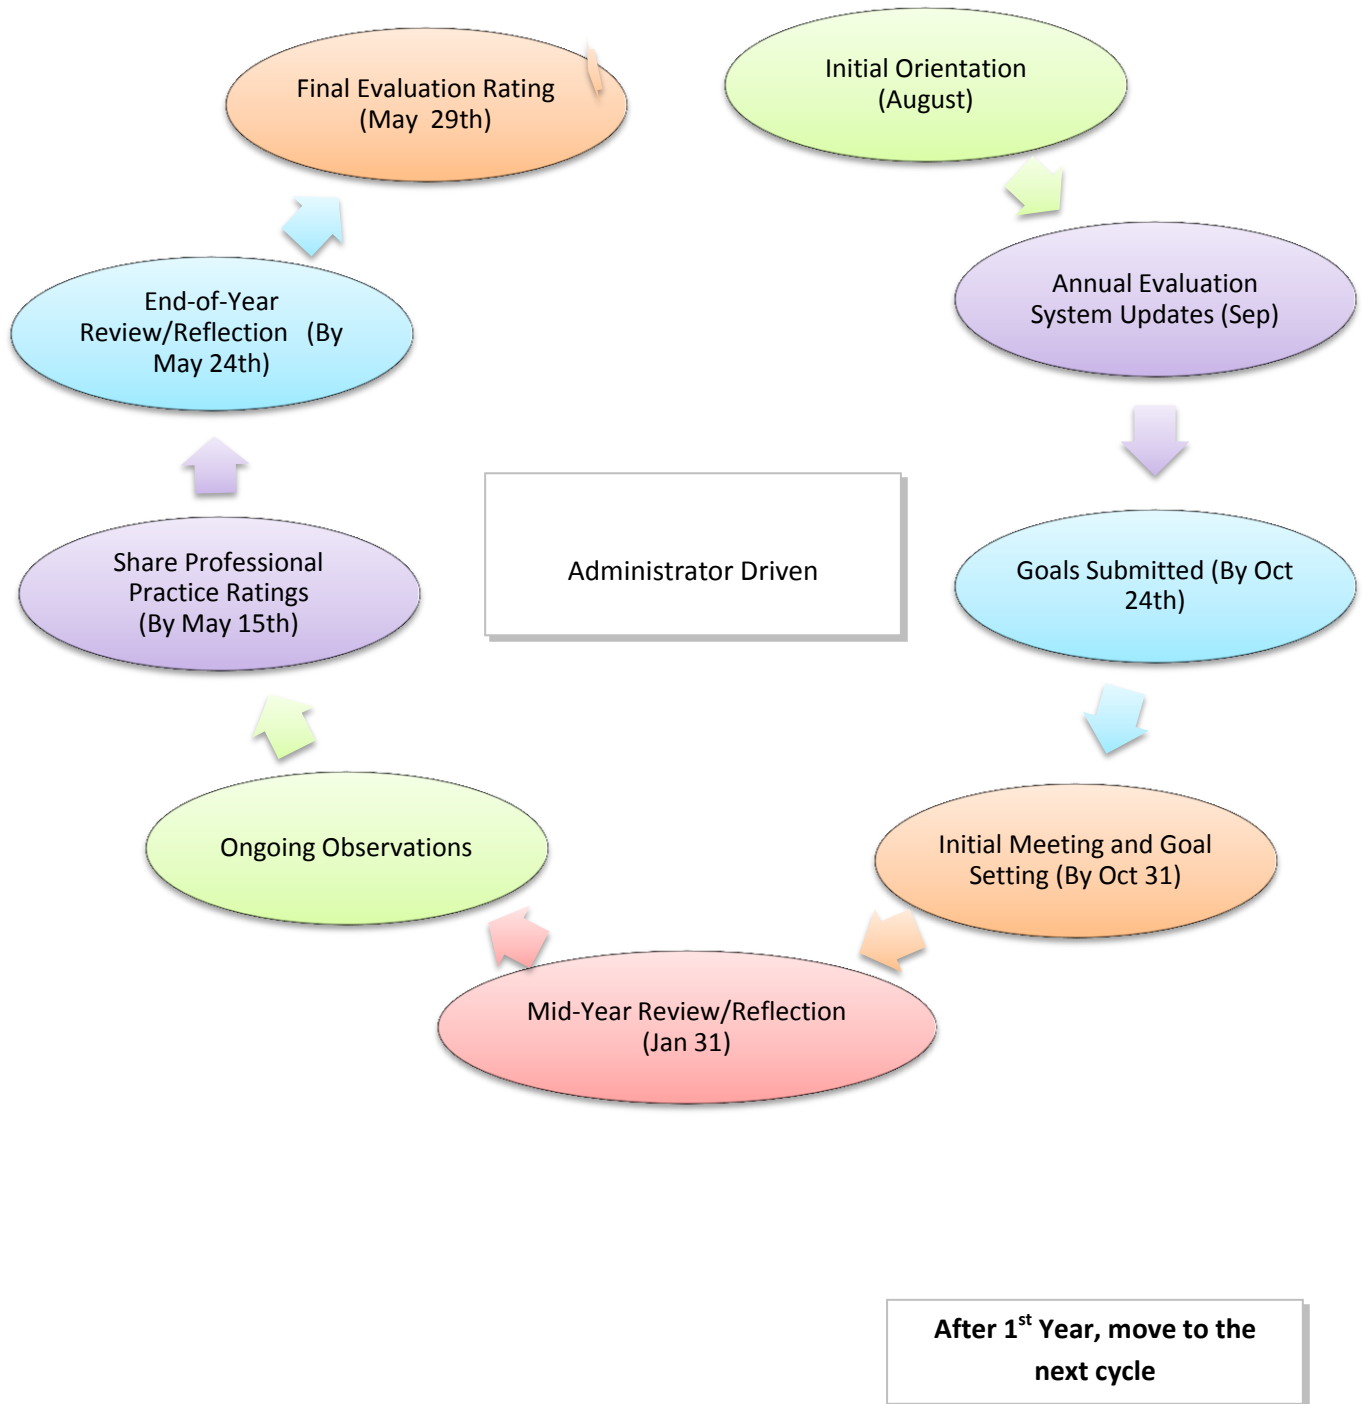 Initial Orientation
(August)
Annual Evaluation
System Updates (Sep)
Goals Submitted (By Oct
24th)
Initial Meeting and Goal
Setting (By Oct 31)
Mid-Year Review/Reflection
(Jan 31)
Ongoing Observations
Share Professional
Practice Ratings
(By May 15th)
End-of-Year
Review/Reflection (By
May 24th)
Final Evaluation Rating
(May 29th)
Administrator Driven
After 1st Year, move to the
next cycle